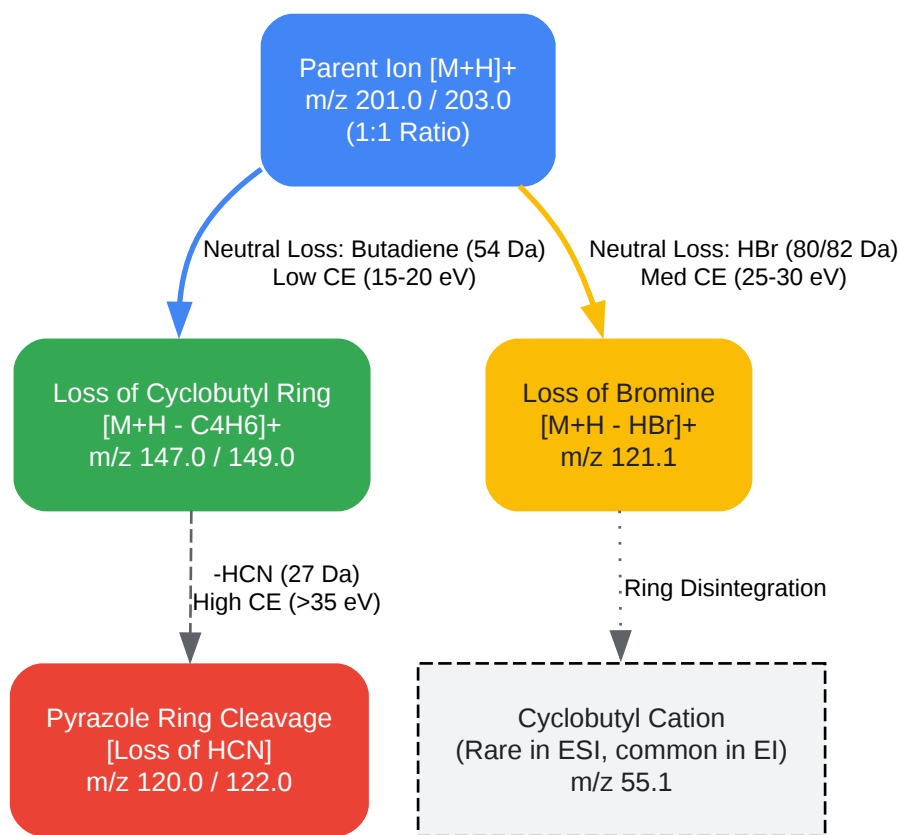 Parent Ion [M+H]+
m/z 201.0 / 203.0
(1:1 Ratio)
Neutral Loss: Butadiene (54 Da)
Low CE (15-20 eV)
Neutral Loss: HBr (80/82 Da)
Med CE (25-30 eV)
Loss of Cyclobutyl Ring
[M+H - C4H6]+
m/z 147.0 / 149.0
Loss of Bromine
[M+H - HBr]+
m/z 121.1
-HCN (27 Da)
High CE (>35 eV)
Ring Disintegration
Pyrazole Ring Cleavage
[Loss of HCN]
m/z 120.0 / 122.0
Cyclobutyl Cation
(Rare in ESI, common in EI)
m/z 55.1